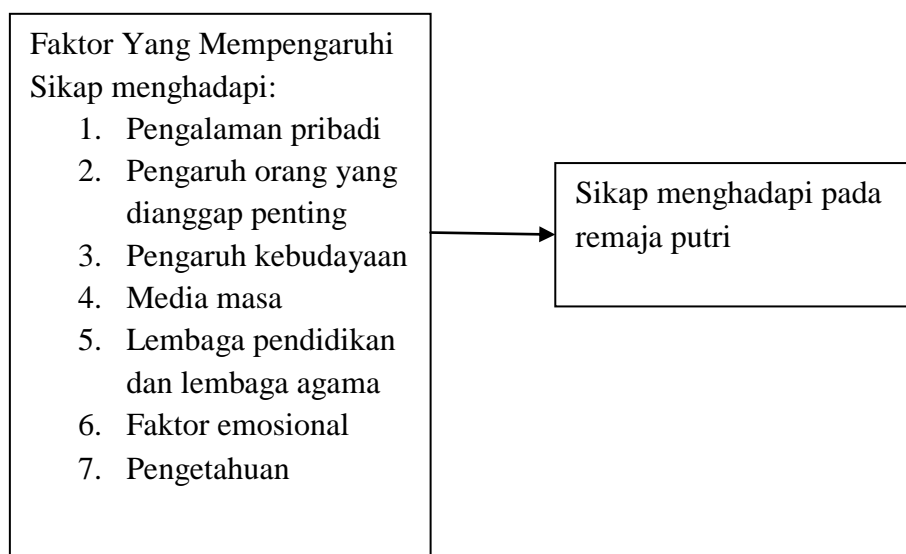 Faktor Yang Mempengaruhi
Sikap menghadapi:
1. Pengalaman pribadi
2. Pengaruh orang yang
dianggap penting
3. Pengaruh kebudayaan
4. Media masa
5. Lembaga pendidikan
dan lembaga agama
6. Faktor emosional
7. Pengetahuan
Sikap menghadapi pada
remaja putri